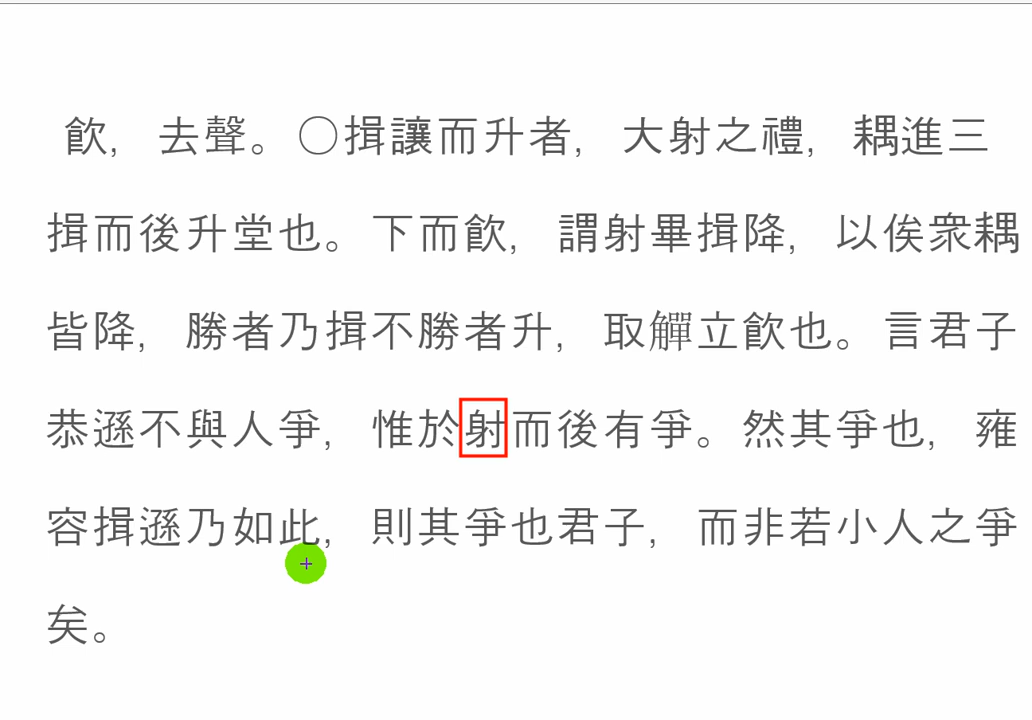 飮，去聲。〇揖讓而升者，大射之禮，耦進三
揖而後升堂也。下而飮，謂射畢揖降，以俟衆耦
皆降，勝者乃揖不勝者升，取觶立飮也。言君子
恭遜不與人爭，惟於射而後有爭。然其爭也，雍
容揖遜乃如此，則其爭也君子，而非若小人之爭
矣。